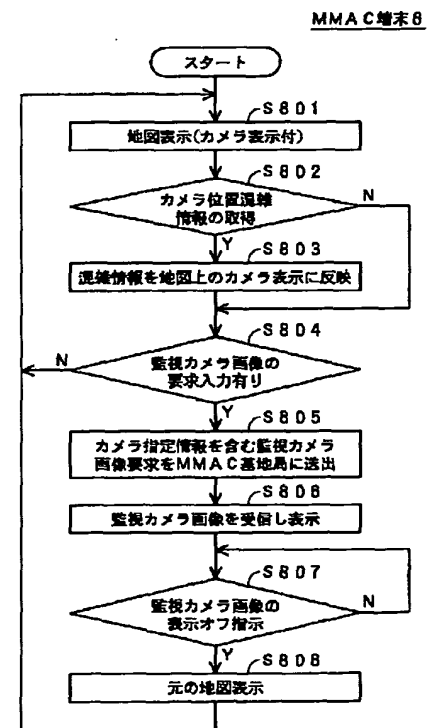 MMAC端末8
スタート
S801
地図表示(カメラ表示付)
S802
カメラ位置混雑
情報の取得
N
Y
S803
混雑情報を地図上のカメラ表示に反映
S804
監視カメラ画像の
要求入力有り
N
Y
S805
カメラ指定情報を含む監視カメラ
画像要求をMMAC基地局に送出
S806
監視カメラ画像を受信し表示
S807
監視カメラ画像の
表示オフ指示
N
Y
S808
元の地図表示